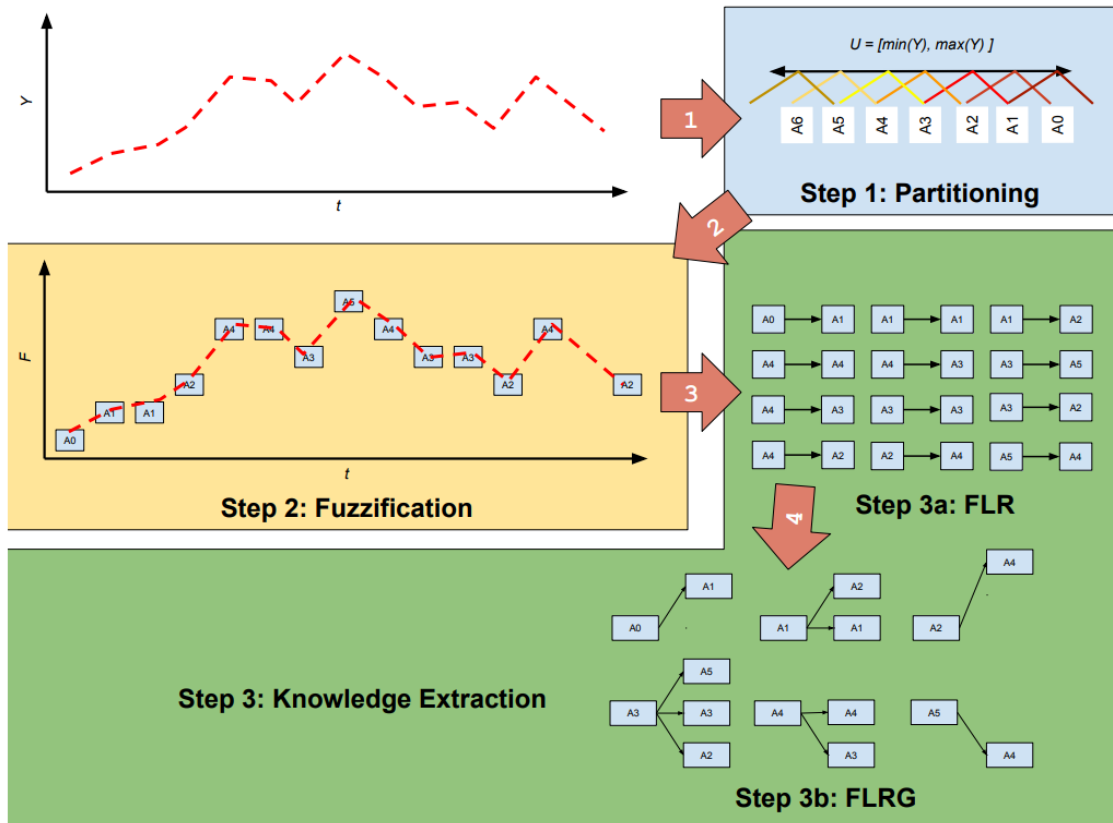 Y
t
1
U = [min(Y), max(Y) ]
A6 A5 A4 A3 A2 A1 A0
Step 1: Partitioning
2
F
A0
A1
A1
A2
A4
A4
A3
A5
A4
A3
A3
A2
A4
A2
t
Step 2: Fuzzification
3
A0 A1 A1 A1 A1 A2
A4 A4 A4 A3 A3 A5
A4 A3 A3 A3 A3 A2
A4 A2 A2 A4 A5 A4
Step 3a: FLR
4
A0 A1
A1 A2 A1
A2 A4
Step 3: Knowledge Extraction
A3 A5 A3 A2
A4 A4 A3
A5 A4
Step 3b: FLRG